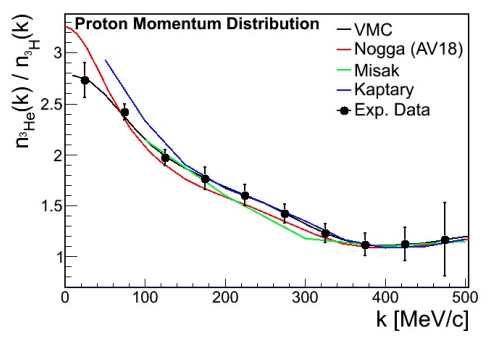 Proton Momentum Distribution
VMC
Nogga (AV18)
Misak
Kaptary
Exp. Data
n³He(k) / n³H(k)
3
2.5
2
1.5
1
0 100 200 300 400 500
k [MeV/c]